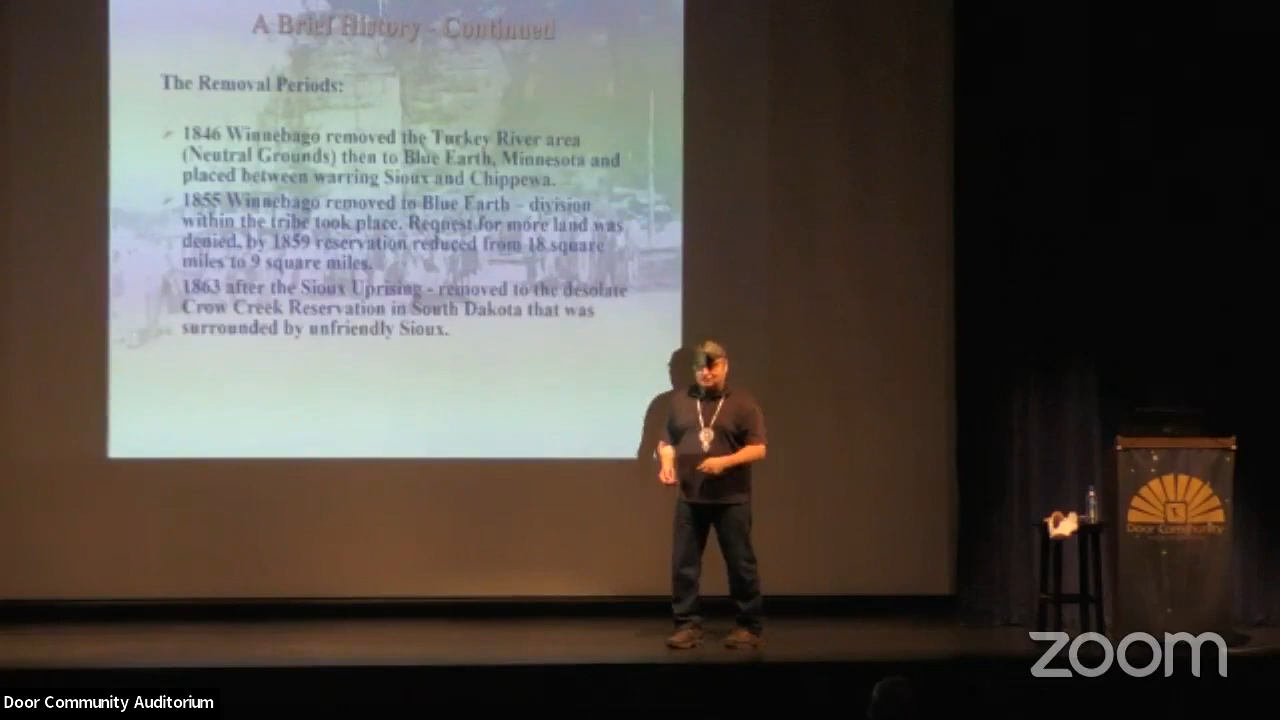 A Brief History - Continued
The Removal Periods:
1846 Winnebago removed the Turkey River area
(Neutral Grounds) then to Blue Earth, Minnesota and
placed between warring Sioux and Chippewa.
1855 Winnebago removed to Blue Earth - division
within the tribe took place. Request for more land was
denied, by 1859 reservation reduced from 18 square
miles to 9 square miles.
1863 after the Sioux Uprising - removed to the desolate
Crow Creek Reservation in South Dakota that was
surrounded by unfriendly Sioux.
Door Community
zoom
Door Community Auditorium